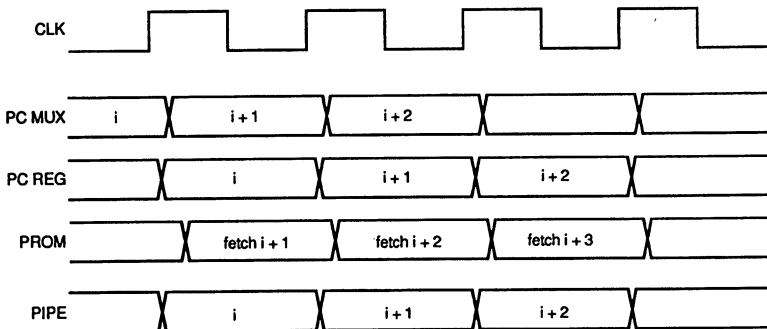 CLK
PC MUX i i + 1 i + 2
PC REG i i + 1 i + 2
PROM fetch i + 1 fetch i + 2 fetch i + 3
PIPE i i + 1 i + 2